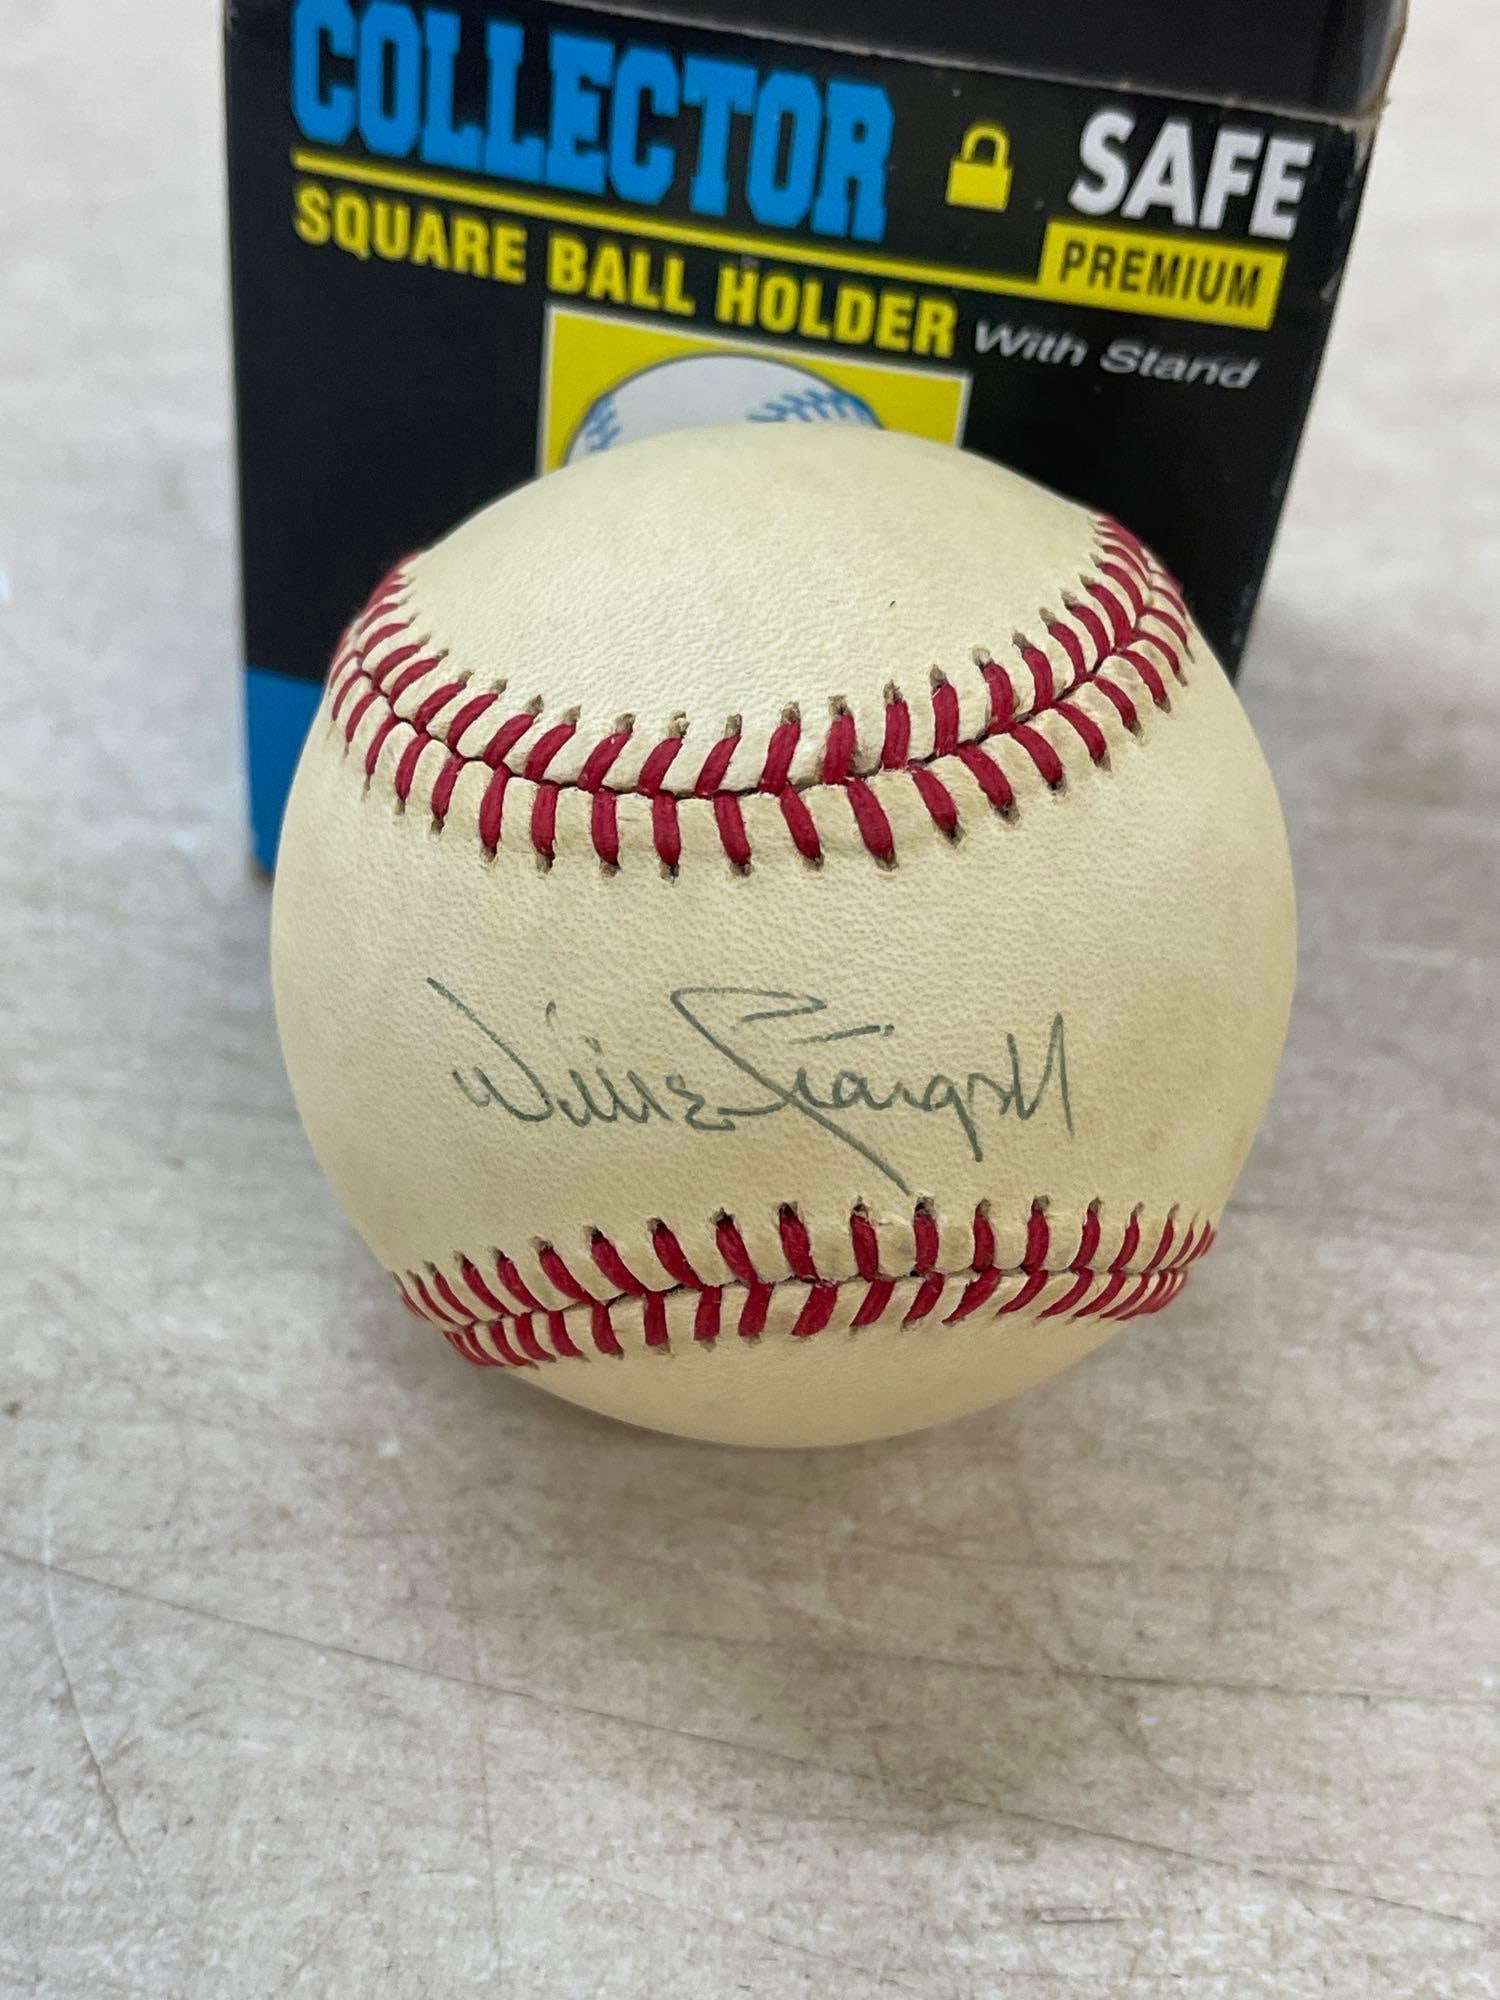 COLLECTOR SAFE
SQUARE BALL HOLDER With Stand PREMIUM
Willie Stargell